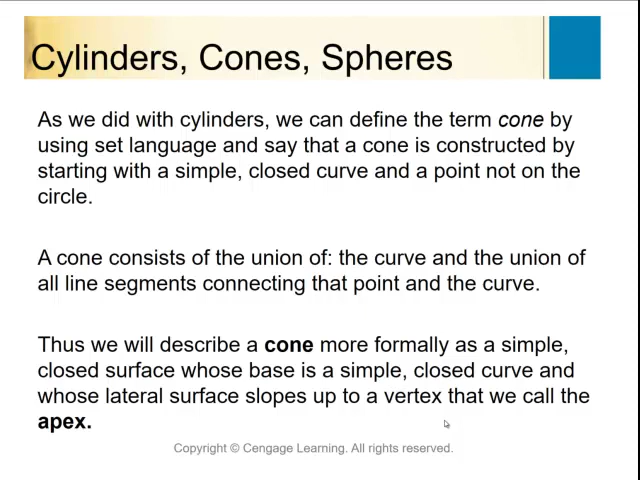 Cylinders, Cones, Spheres
As we did with cylinders, we can define the term cone by
using set language and say that a cone is constructed by
starting with a simple, closed curve and a point not on the
circle.
A cone consists of the union of: the curve and the union of
all line segments connecting that point and the curve.
Thus we will describe a cone more formally as a simple,
closed surface whose base is a simple, closed curve and
whose lateral surface slopes up to a vertex that we call the
apex.
Copyright © Cengage Learning. All rights reserved.